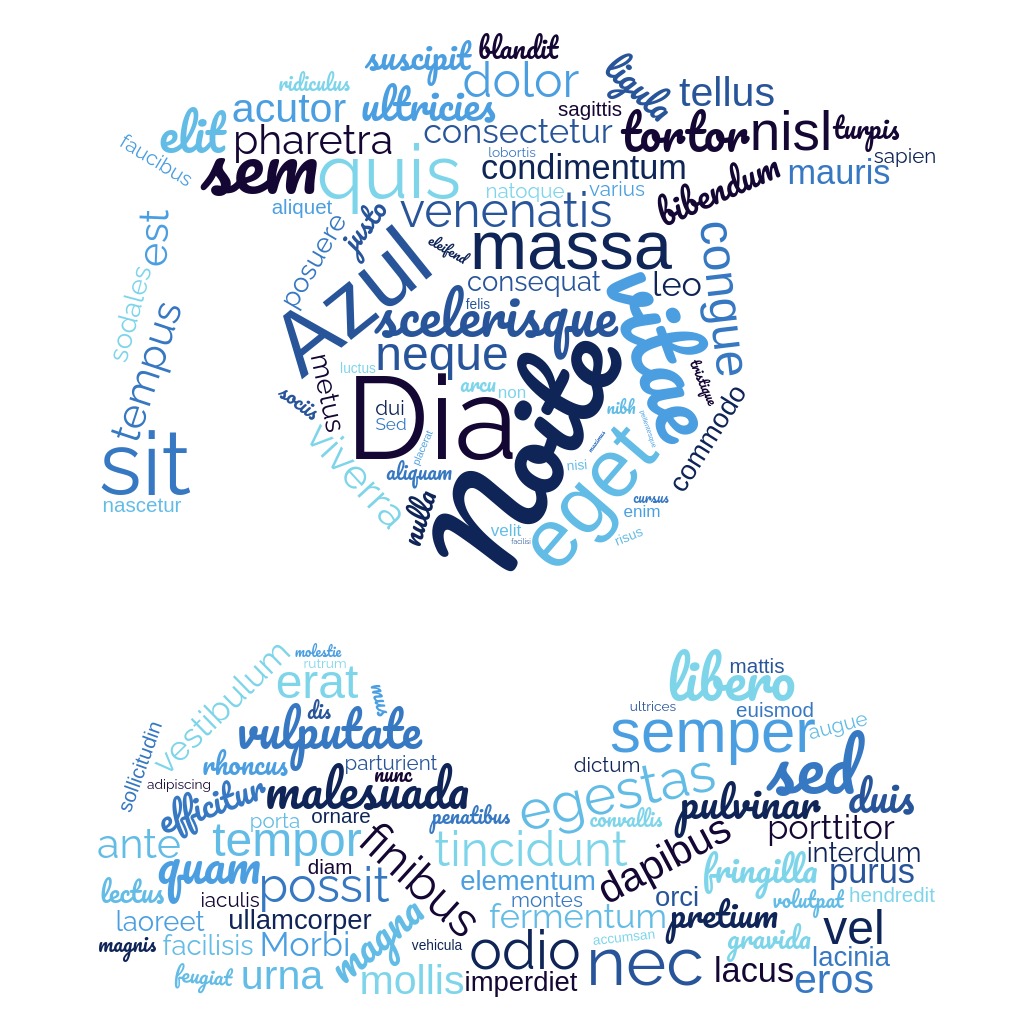 blandit
suscipit
dolor
ligula
ridiculus
tellus
acutor
ultricies
sagittis
elit
pharetra
consectetur
tortor
nisl
turpis
faucibus
sem
quis
lobortis
condimentum
sapien
natoque
varius
bibendum
mauris
aliquet
justo
venenatis
est
posuere
Azul
eleifend
massa
congue
sodales
consequat
leo
felis
scelerisque
vitae
tempus
metus
luctus
neque
Noite
tristique
Dia
arcu
non
sociis
dui
Sed
nibh
pellentesque
commodo
viverra
placerat
maximus
sit
aliquam
nisi
eget
nascetur
nulla
cursus
enim
velit
facilisi
risus
molestie
rutrum
vestibulum
erat
mus
libero
mattis
dis
ultrices
euismod
sollicitudin
vulputate
semper
augue
rhoncus
parturient
nunc
dictum
sed
adipiscing
efficitur
malesuada
egestas
pulvinar
duis
porta
ornare
penatibus
convallis
porttitor
ante
tempor
finibus
tincidunt
dapibus
interdum
quam
diam
possit
elementum
fringilla
purus
lectus
iaculis
montes
orci
volutpat
hendredit
laoreet
ullamcorper
magna
fermentum
pretium
vel
magnis
facilisis
Morbi
vehicula
odio
accumsan
gravida
lacinia
feugiat
urna
mollis
imperdiet
nec
lacus
eros